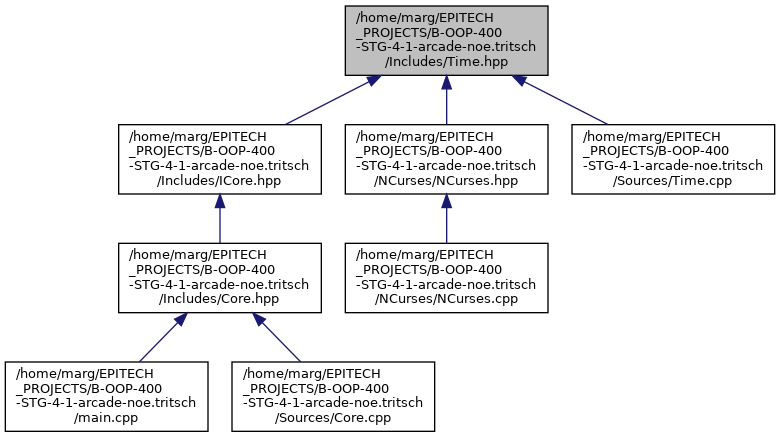 /home/marg/EPITECH
_PROJECTS/B-OOP-400
-STG-4-1-arcade-noe.tritsch
/Includes/Time.hpp
/home/marg/EPITECH
_PROJECTS/B-OOP-400
-STG-4-1-arcade-noe.tritsch
/Includes/ICore.hpp
/home/marg/EPITECH
_PROJECTS/B-OOP-400
-STG-4-1-arcade-noe.tritsch
/NCurses/NCurses.hpp
/home/marg/EPITECH
_PROJECTS/B-OOP-400
-STG-4-1-arcade-noe.tritsch
/Sources/Time.cpp
/home/marg/EPITECH
_PROJECTS/B-OOP-400
-STG-4-1-arcade-noe.tritsch
/Includes/Core.hpp
/home/marg/EPITECH
_PROJECTS/B-OOP-400
-STG-4-1-arcade-noe.tritsch
/NCurses/NCurses.cpp
/home/marg/EPITECH
_PROJECTS/B-OOP-400
-STG-4-1-arcade-noe.tritsch
/main.cpp
/home/marg/EPITECH
_PROJECTS/B-OOP-400
-STG-4-1-arcade-noe.tritsch
/Sources/Core.cpp